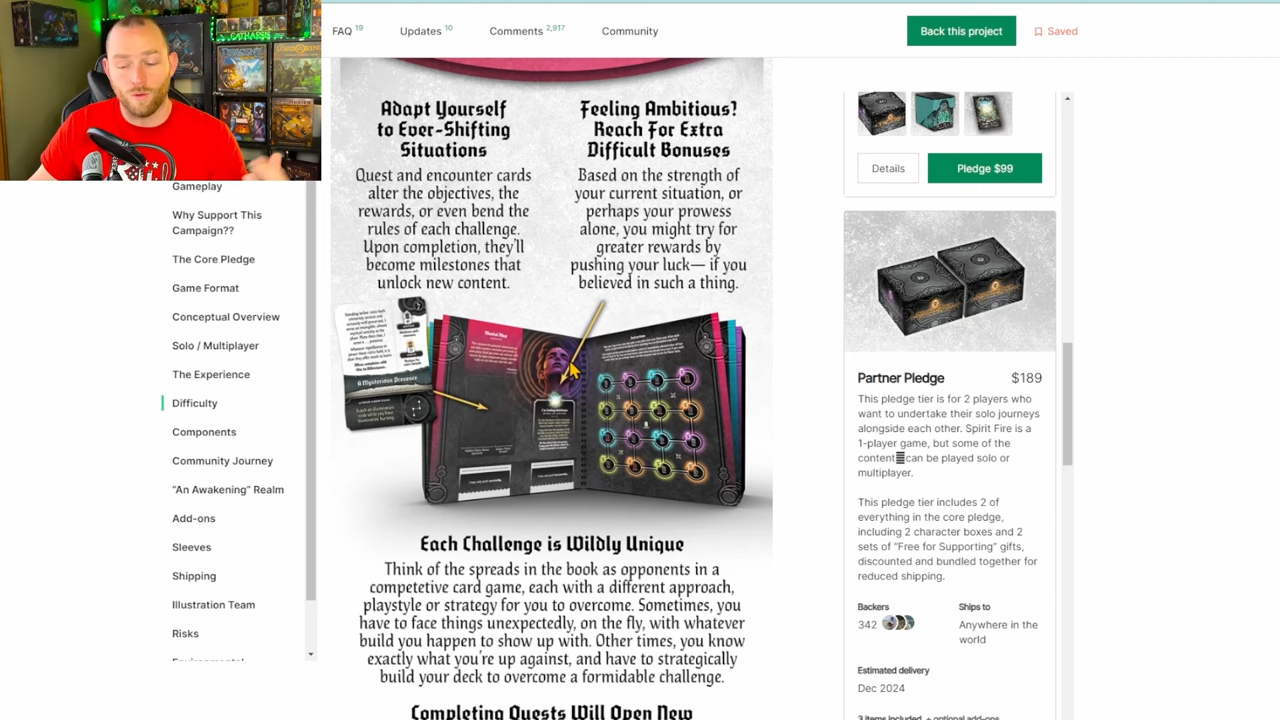 FAQ 19
Updates 10
Comments 2,917
Community
Back this project
Saved
CATHARSIS
Gameplay
Why Support This
Campaign??
The Core Pledge
Game Format
Conceptual Overview
Solo / Multiplayer
The Experience
Difficulty
Components
Community Journey
“An Awakening” Realm
Add-ons
Sleeves
Shipping
Illustration Team
Risks
Adapt Yourself
to Ever-Shifting
Situations
Quest and encounter cards
alter the objectives, the
rewards, or even bend the
rules of each challenge.
Upon completion, they’ll
become milestones that
unlock new content.
Feeling Ambitious?
Reach For Extra
Difficult Bonuses
Based on the strength of
your current situation, or
perhaps your prowess
alone, you might try for
greater rewards by
pushing your luck— if you
believed in such a thing.
A Mysterious Presence
Each Challenge is Wildly Unique
Think of the spreads in the book as opponents in a
competetive card game, each with a different approach,
playstyle or strategy for you to overcome. Sometimes, you
have to face things unexpectedly, on the fly, with whatever
build you happen to show up with. Other times, you know
exactly what you’re up against, and have to strategically
build your deck to overcome a formidable challenge.
Completing Quests Will Open New
Details
Pledge $99
Partner Pledge $189
This pledge tier is for 2 players who
want to undertake their solo journeys
alongside each other. Spirit Fire is a
1-player game, but some of the
content can be played solo or
multiplayer.
This pledge tier includes 2 of
everything in the core pledge,
including 2 character boxes and 2
sets of “Free for Supporting” gifts,
discounted and bundled together for
reduced shipping.
Backers
342
Ships to
Anywhere in the
world
Estimated delivery
Dec 2024
3 items included + optional add-ons